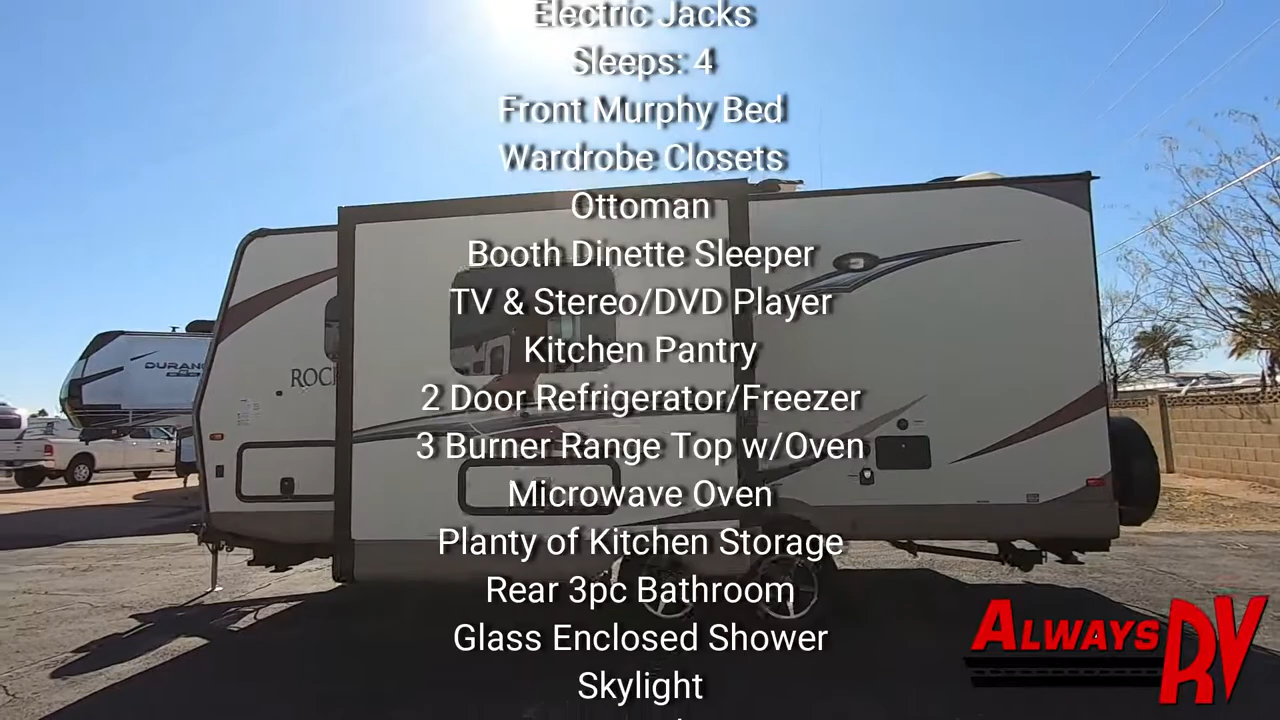 Electric Jacks
Sleeps: 4
Front Murphy Bed
Wardrobe Closets
Ottoman
Booth Dinette Sleeper
TV & Stereo/DVD Player
Kitchen Pantry
2 Door Refrigerator/Freezer
3 Burner Range Top w/Oven
Microwave Oven
Planty of Kitchen Storage
Rear 3pc Bathroom
Glass Enclosed Shower
Skylight
DURAN
ROCK
ALWAYS RV